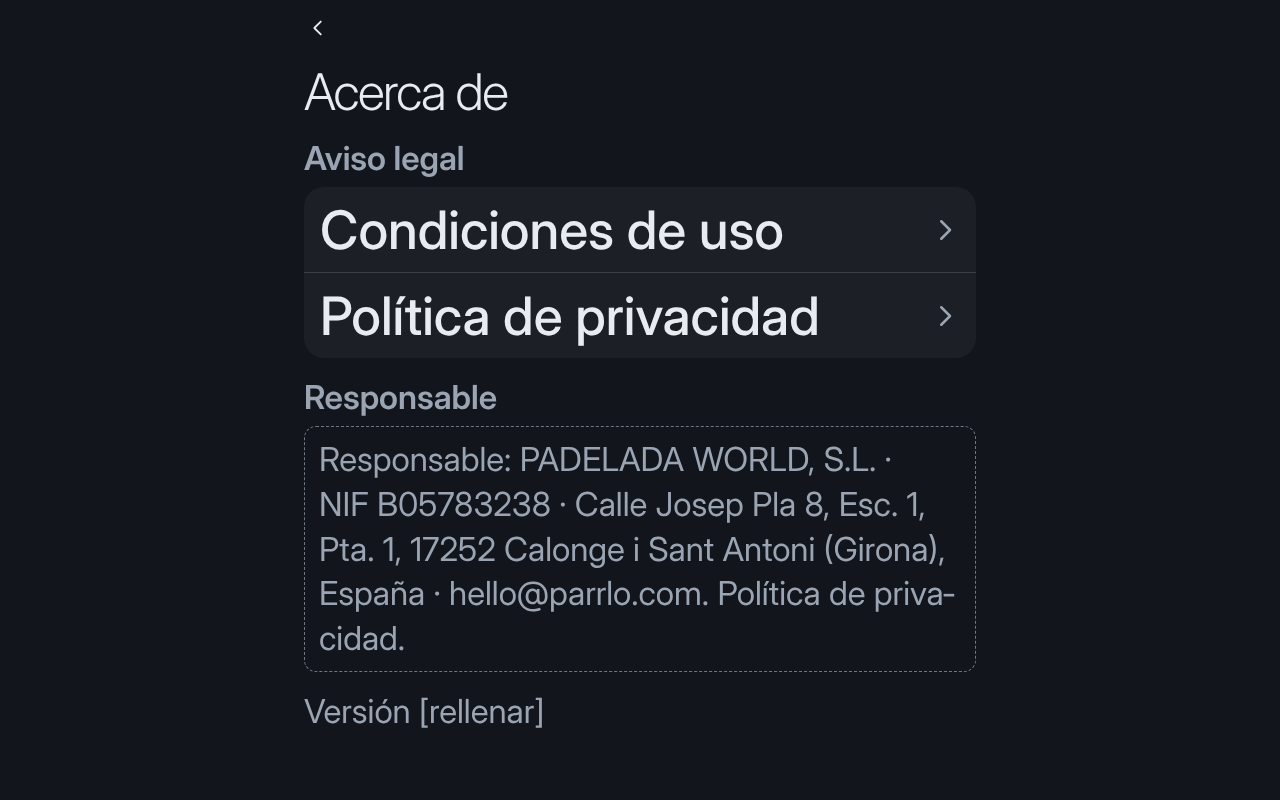 Acerca de
Aviso legal
Condiciones de uso
Política de privacidad
Responsable
Responsable: PADELADA WORLD, S.L. ·
NIF B05783238 · Calle Josep Pla 8, Esc. 1,
Pta. 1, 17252 Calonge i Sant Antoni (Girona),
España · hello@parrlo.com. Política de priva-
cidad.
Versión [rellenar]